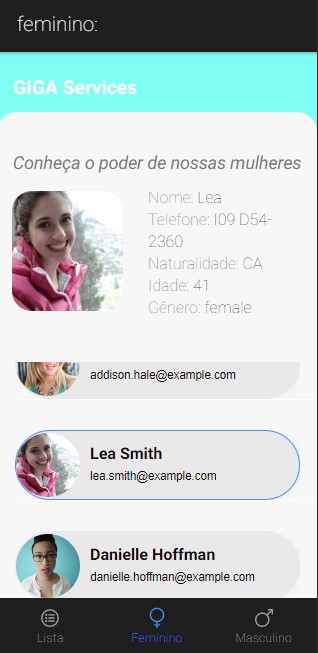 feminino:
GIGA Services
Conheça o poder de nossas mulheres
Nome: Lea
Telefone: I09 D54-
2360
Naturalidade: CA
Idade: 41
Gênero: female
addison.hale@example.com
Lea Smith
lea.smith@example.com
Danielle Hoffman
danielle.hoffman@example.com
Lista
Feminino
Masculino